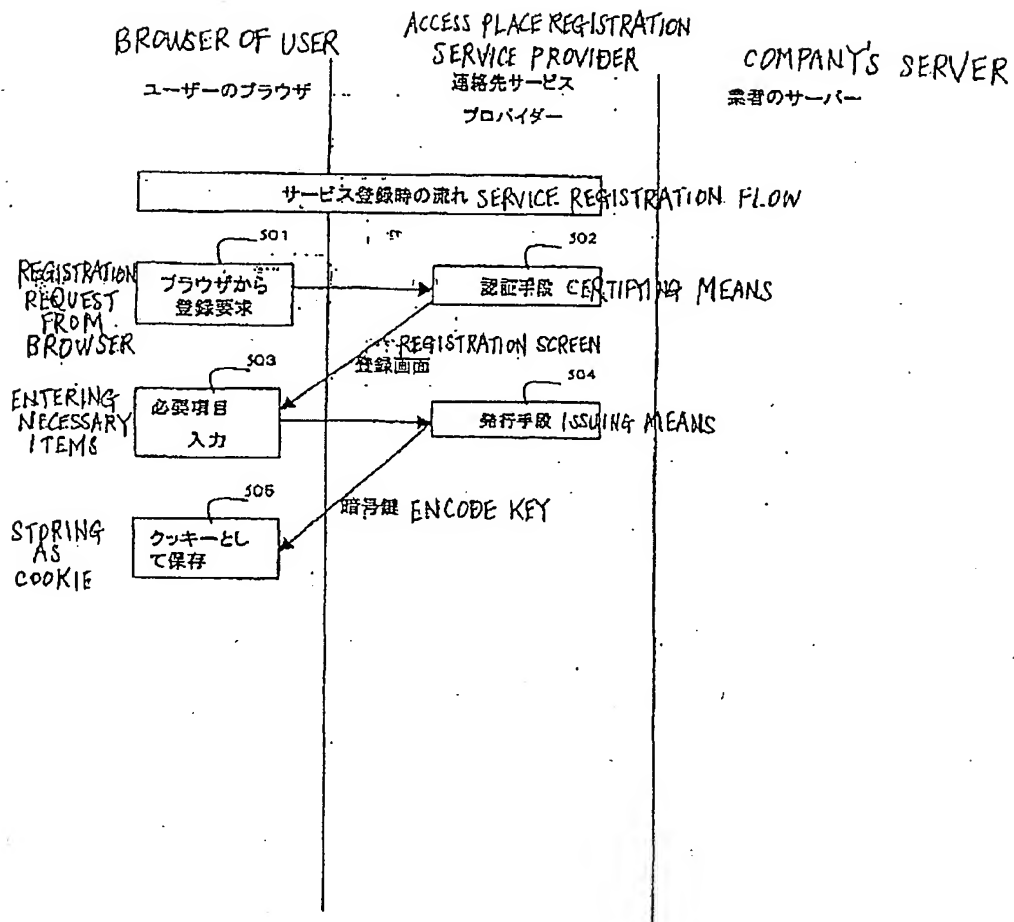 BROWSER OF USER
ユーザーのブラウザ
ACCESS PLACE REGISTRATION
SERVICE PROVIDER
連絡先サービス
プロバイダー
COMPANY'S SERVER
業者のサーバー
サービス登録時の流れ SERVICE REGISTRATION FLOW
501
REGISTRATION
REQUEST
FROM
BROWSER
ブラウザから
登録要求
502
認証手段 CERTIFYING MEANS
REGISTRATION SCREEN
登録画面
503
ENTERING
NECESSARY
ITEMS
必要項目
入力
504
発行手段 ISSUING MEANS
暗号鍵 ENCODE KEY
505
STORING
AS
COOKIE
クッキーとし
て保存